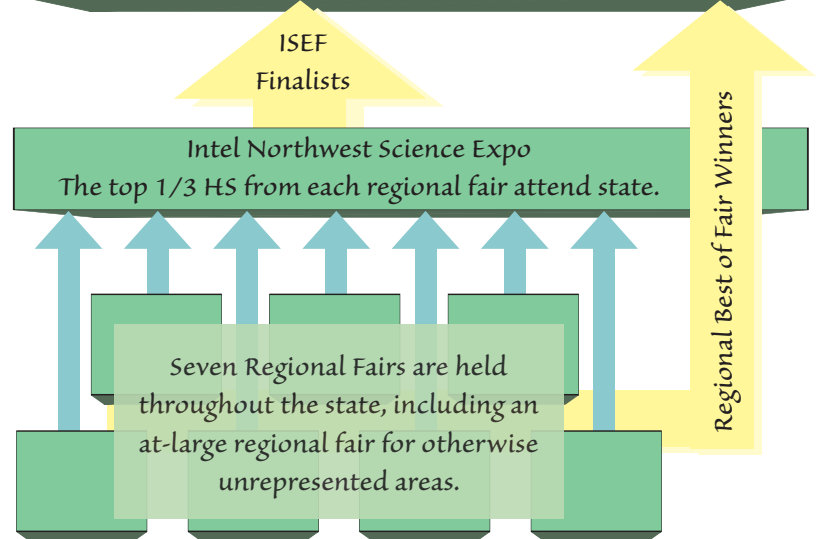 ISEF
Finalists
Intel Northwest Science Expo
The top 1/3 HS from each regional fair attend state.
Regional Best of Fair Winners
Seven Regional Fairs are held
throughout the state, including an
at-large regional fair for otherwise
unrepresented areas.